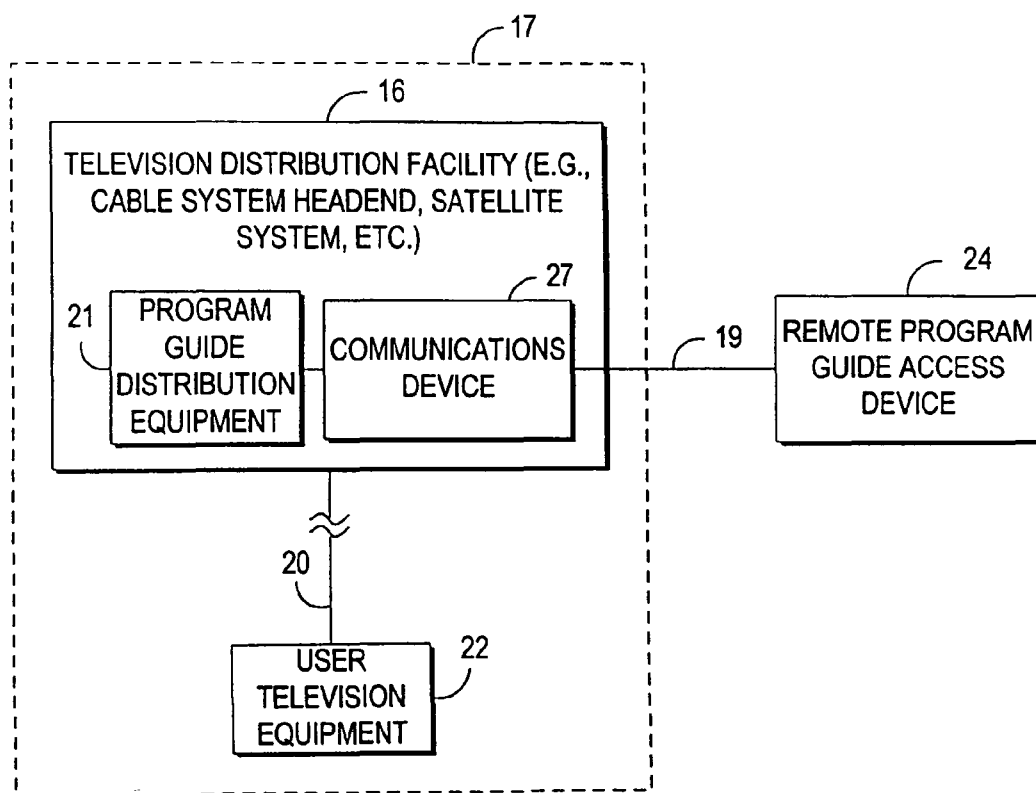 17
16
TELEVISION DISTRIBUTION FACILITY (E.G.,
CABLE SYSTEM HEADEND, SATELLITE
SYSTEM, ETC.)
21
PROGRAM
GUIDE
DISTRIBUTION
EQUIPMENT
27
COMMUNICATIONS
DEVICE
19
24
REMOTE PROGRAM
GUIDE ACCESS
DEVICE
20
22
USER
TELEVISION
EQUIPMENT